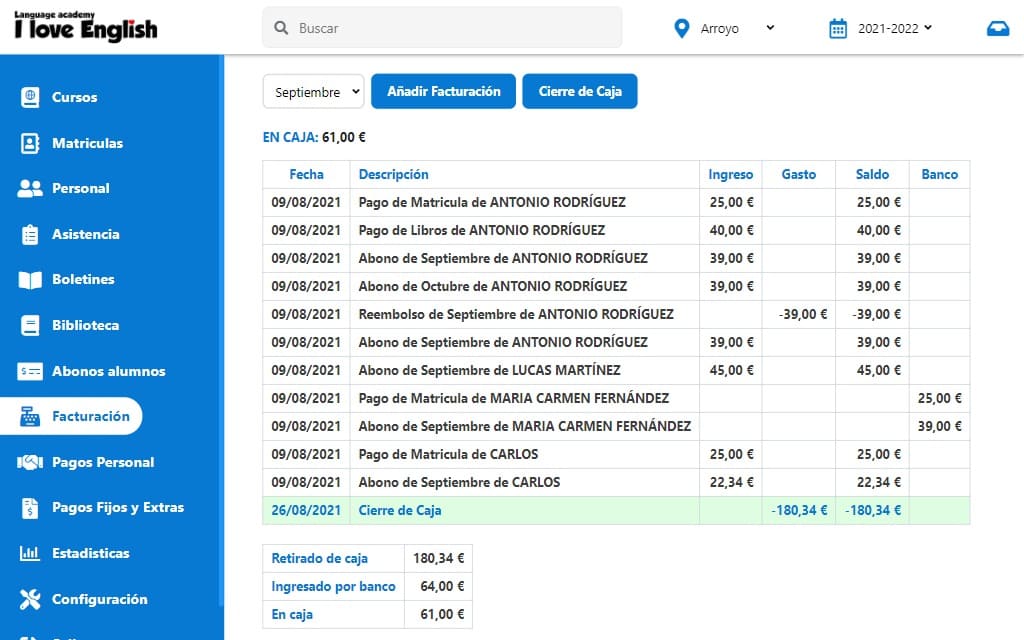 Language academy
I love English
Buscar
Arroyo
2021-2022
Cursos
Matriculas
Personal
Asistencia
Boletines
Biblioteca
Abonos alumnos
Facturación
Pagos Personal
Pagos Fijos y Extras
Estadisticas
Configuración
Septiembre Añadir Facturación Cierre de Caja
EN CAJA: 61,00 €
Fecha Descripción Ingreso Gasto Saldo Banco
09/08/2021 Pago de Matricula de ANTONIO RODRÍGUEZ 25,00 € 25,00 €
09/08/2021 Pago de Libros de ANTONIO RODRÍGUEZ 40,00 € 40,00 €
09/08/2021 Abono de Septiembre de ANTONIO RODRÍGUEZ 39,00 € 39,00 €
09/08/2021 Abono de Octubre de ANTONIO RODRÍGUEZ 39,00 € 39,00 €
09/08/2021 Reembolso de Septiembre de ANTONIO RODRÍGUEZ -39,00 € -39,00 €
09/08/2021 Abono de Septiembre de ANTONIO RODRÍGUEZ 39,00 € 39,00 €
09/08/2021 Abono de Septiembre de LUCAS MARTÍNEZ 45,00 € 45,00 €
09/08/2021 Pago de Matricula de MARIA CARMEN FERNÁNDEZ 25,00 €
09/08/2021 Abono de Septiembre de MARIA CARMEN FERNÁNDEZ 39,00 €
09/08/2021 Pago de Matricula de CARLOS 25,00 € 25,00 €
09/08/2021 Abono de Septiembre de CARLOS 22,34 € 22,34 €
26/08/2021 Cierre de Caja -180,34 € -180,34 €
Retirado de caja 180,34 €
Ingresado por banco 64,00 €
En caja 61,00 €